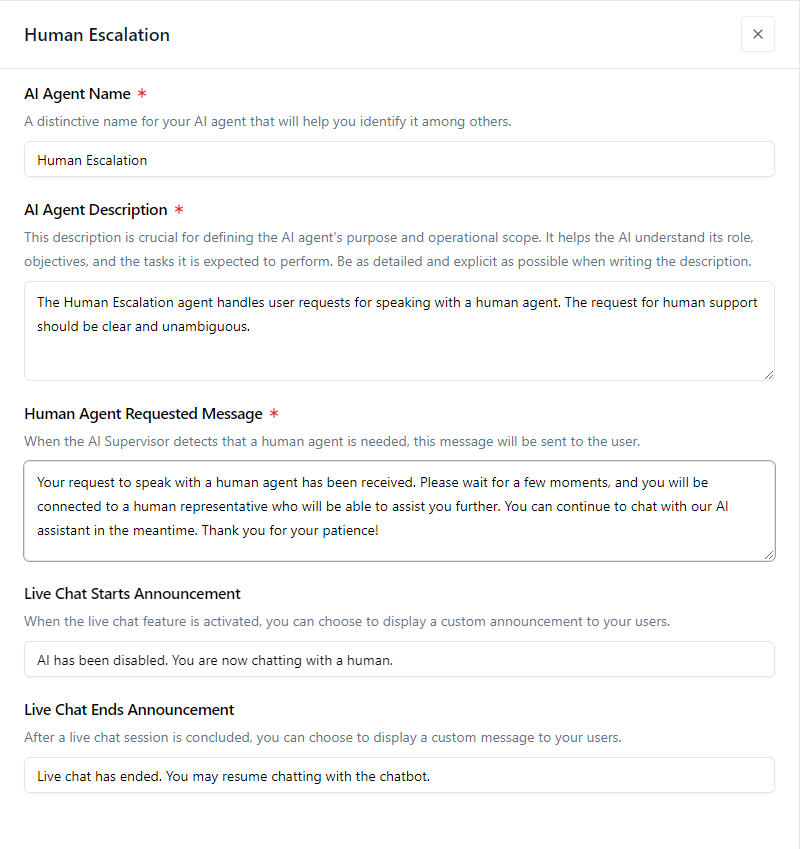 Human Escalation
AI Agent Name *
A distinctive name for your AI agent that will help you identify it among others.
Human Escalation
AI Agent Description *
This description is crucial for defining the AI agent's purpose and operational scope. It helps the AI understand its role,
objectives, and the tasks it is expected to perform. Be as detailed and explicit as possible when writing the description.
The Human Escalation agent handles user requests for speaking with a human agent. The request for human support
should be clear and unambiguous.
Human Agent Requested Message *
When the AI Supervisor detects that a human agent is needed, this message will be sent to the user.
Your request to speak with a human agent has been received. Please wait for a few moments, and you will be
connected to a human representative who will be able to assist you further. You can continue to chat with our AI
assistant in the meantime. Thank you for your patience!
Live Chat Starts Announcement
When the live chat feature is activated, you can choose to display a custom announcement to your users.
AI has been disabled. You are now chatting with a human.
Live Chat Ends Announcement
After a live chat session is concluded, you can choose to display a custom message to your users.
Live chat has ended. You may resume chatting with the chatbot.